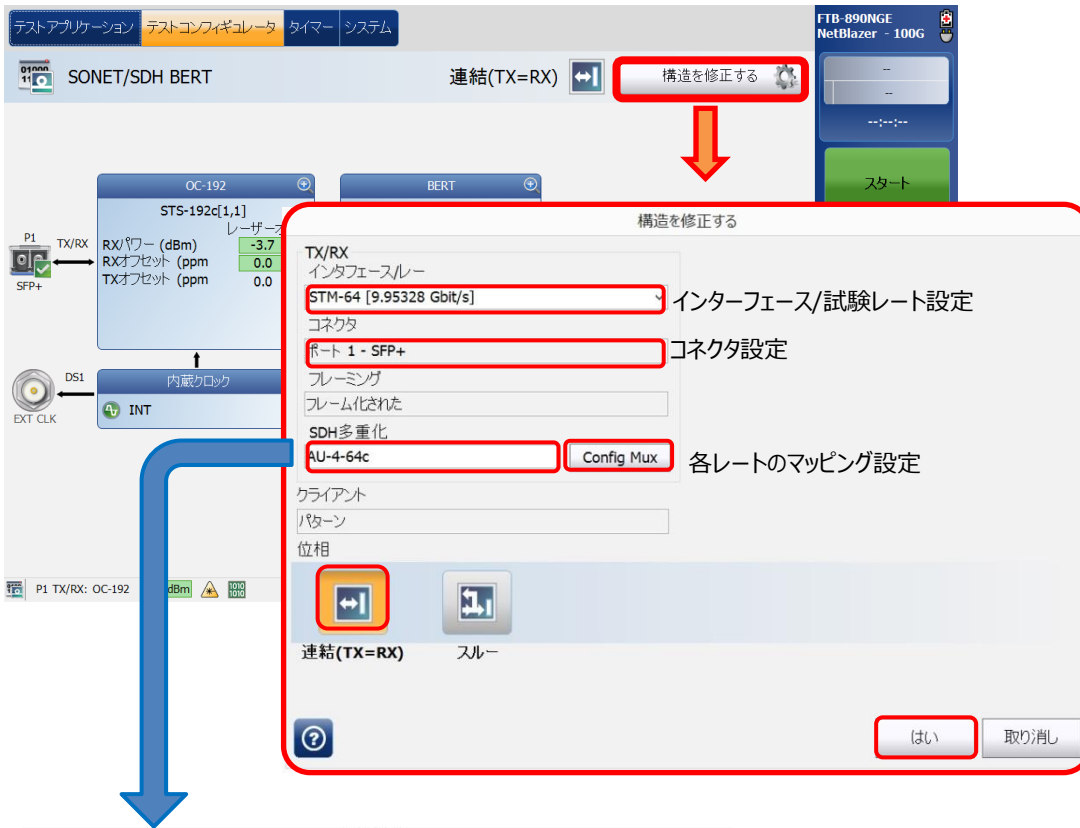 テストアプリケーション テストコンフィギュレータ タイマー システム
FTB-890NGE
NetBlazer - 100G
SONET/SDH BERT
連結(TX=RX)
構造を修正する
--
--
--:--:--
スタート
OC-192
BERT
STS-192c[1,1]
P1
TX/RX
SFP+
RXパワー (dBm) -3.7
RXオフセット (ppm 0.0
TXオフセット (ppm 0.0
DS1
EXT CLK
内蔵クロック
INT
P1 TX/RX: OC-192
dBm
構造を修正する
TX/RX
インタフェース/レー
STM-64 [9.95328 Gbit/s]
インターフェース/試験レート設定
コネクタ
ポート 1 - SFP+
コネクタ設定
フレーミング
フレーム化された
SDH多重化
AU-4-64c
Config Mux
各レートのマッピング設定
クライアント
パターン
位相
連結(TX=RX)
スルー
はい
取り消し